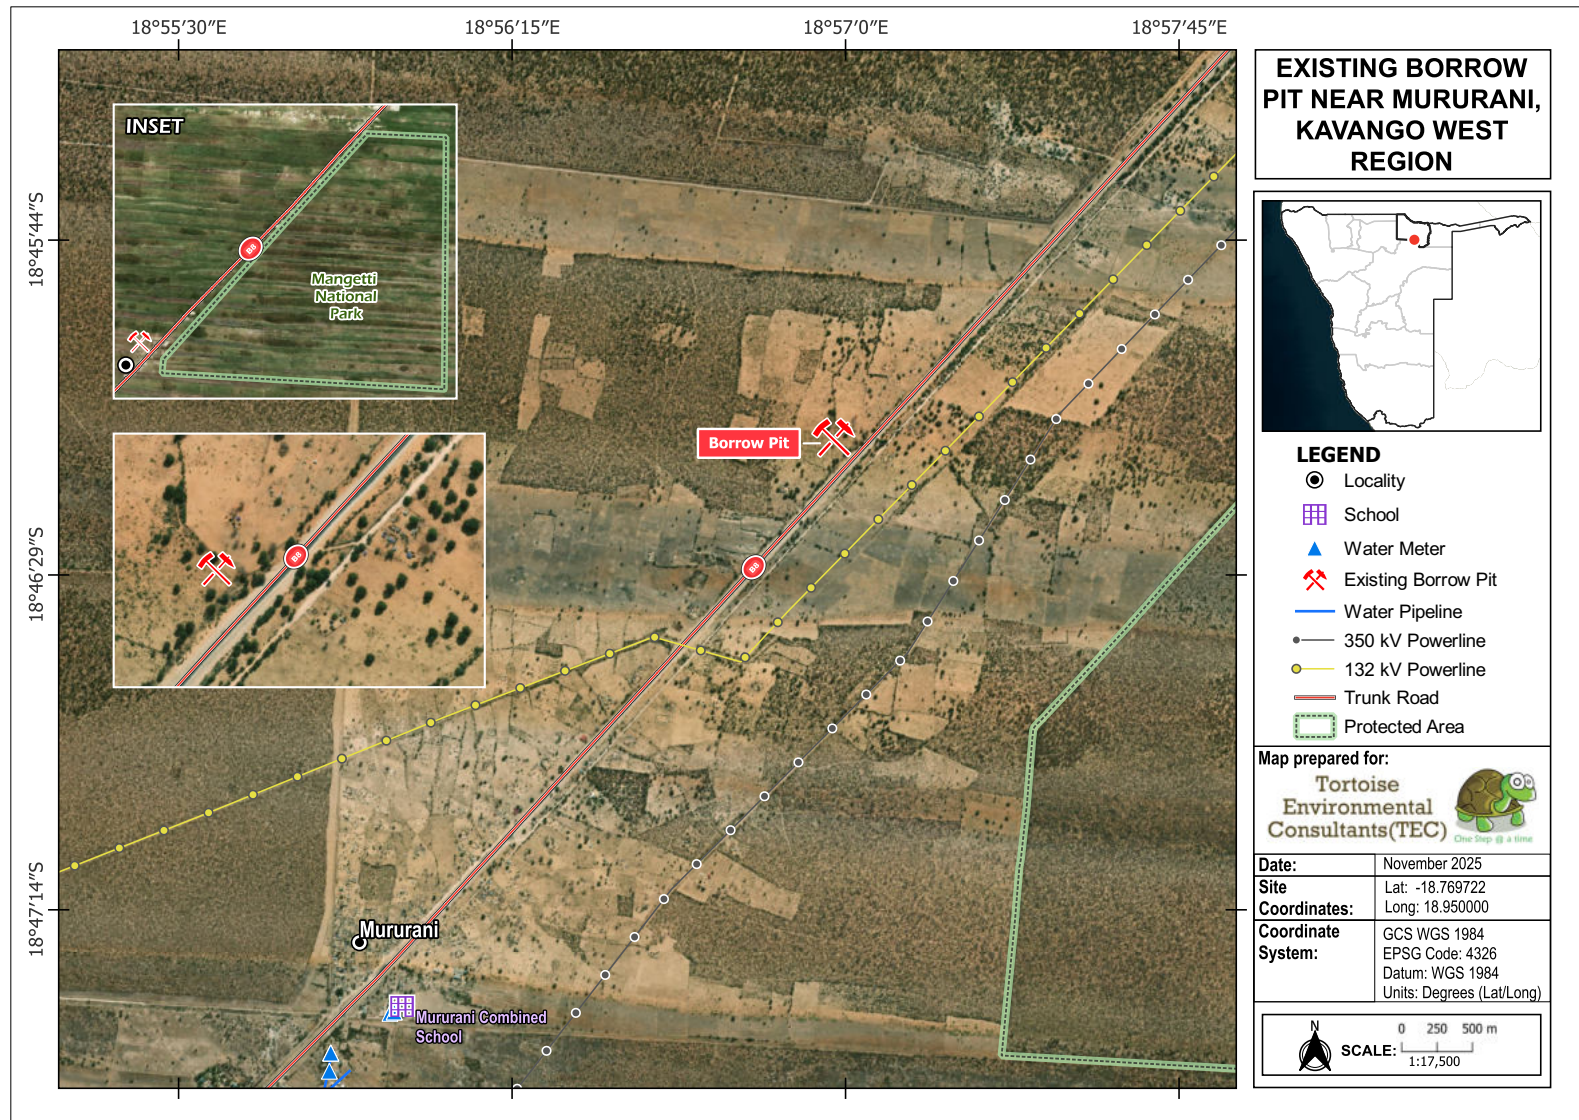 18°55′30″E
18°56′15″E
18°57′0″E
18°57′45″E
18°45′44″S
18°46′29″S
18°47′14″S
INSET
B8
Mangetti
National
Park
B8
Borrow Pit
B8
Mururani
Mururani Combined
School
EXISTING BORROW
PIT NEAR MURURANI,
KAVANGO WEST
REGION
LEGEND
Locality
School
Water Meter
Existing Borrow Pit
Water Pipeline
350 kV Powerline
132 kV Powerline
Trunk Road
Protected Area
Map prepared for:
Tortoise
Environmental
Consultants(TEC)
One Step @ a time
Date:
November 2025
Site
Coordinates:
Lat: -18.769722
Long: 18.950000
Coordinate
System:
GCS WGS 1984
EPSG Code: 4326
Datum: WGS 1984
Units: Degrees (Lat/Long)
N
SCALE:
0 250 500 m
1:17,500